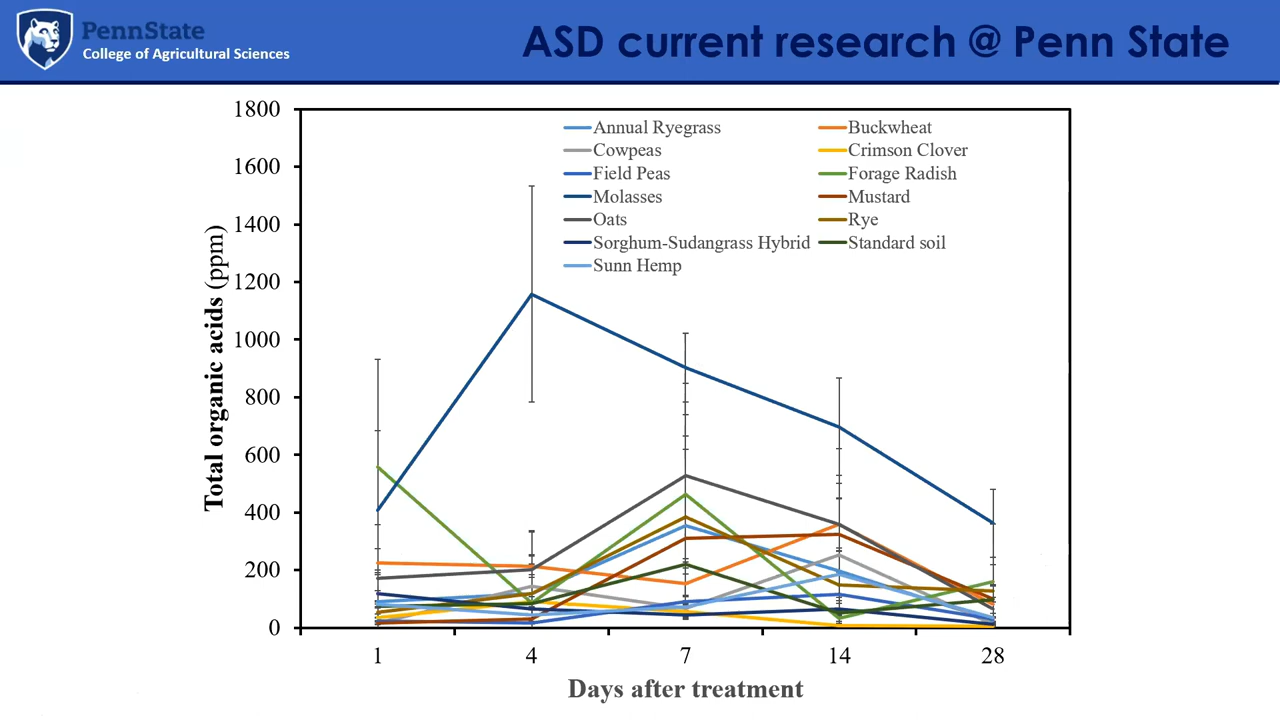 PennState
College of Agricultural Sciences
ASD current research @ Penn State
Total organic acids (ppm)
1800
1600
1400
1200
1000
800
600
400
200
0
Annual Ryegrass
Buckwheat
Cowpeas
Crimson Clover
Field Peas
Forage Radish
Molasses
Mustard
Oats
Rye
Sorghum-Sudangrass Hybrid
Standard soil
Sunn Hemp
1 4 7 14 28
Days after treatment